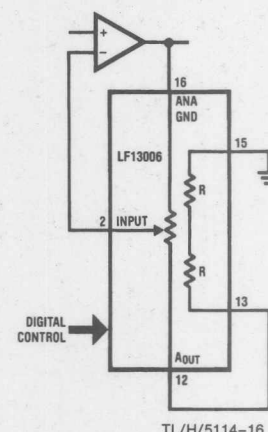 +
−
16
ANA
GND
15
LF13006
R
2
INPUT
R
13
DIGITAL
CONTROL
AOUT
12
TL/H/5114–16